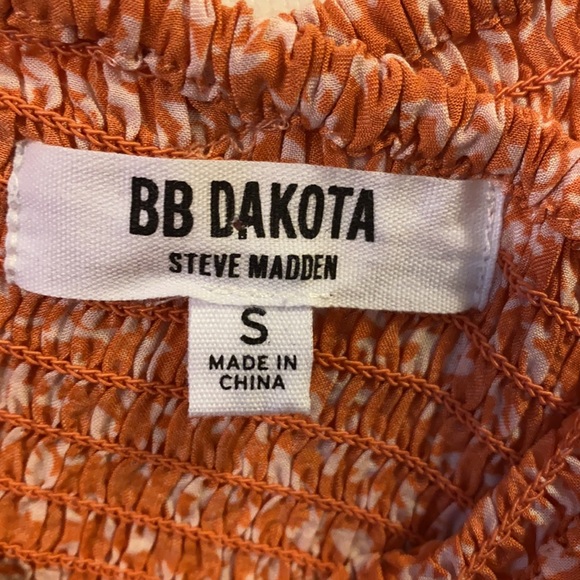 BB DAKOTA
STEVE MADDEN
S
MADE IN
CHINA